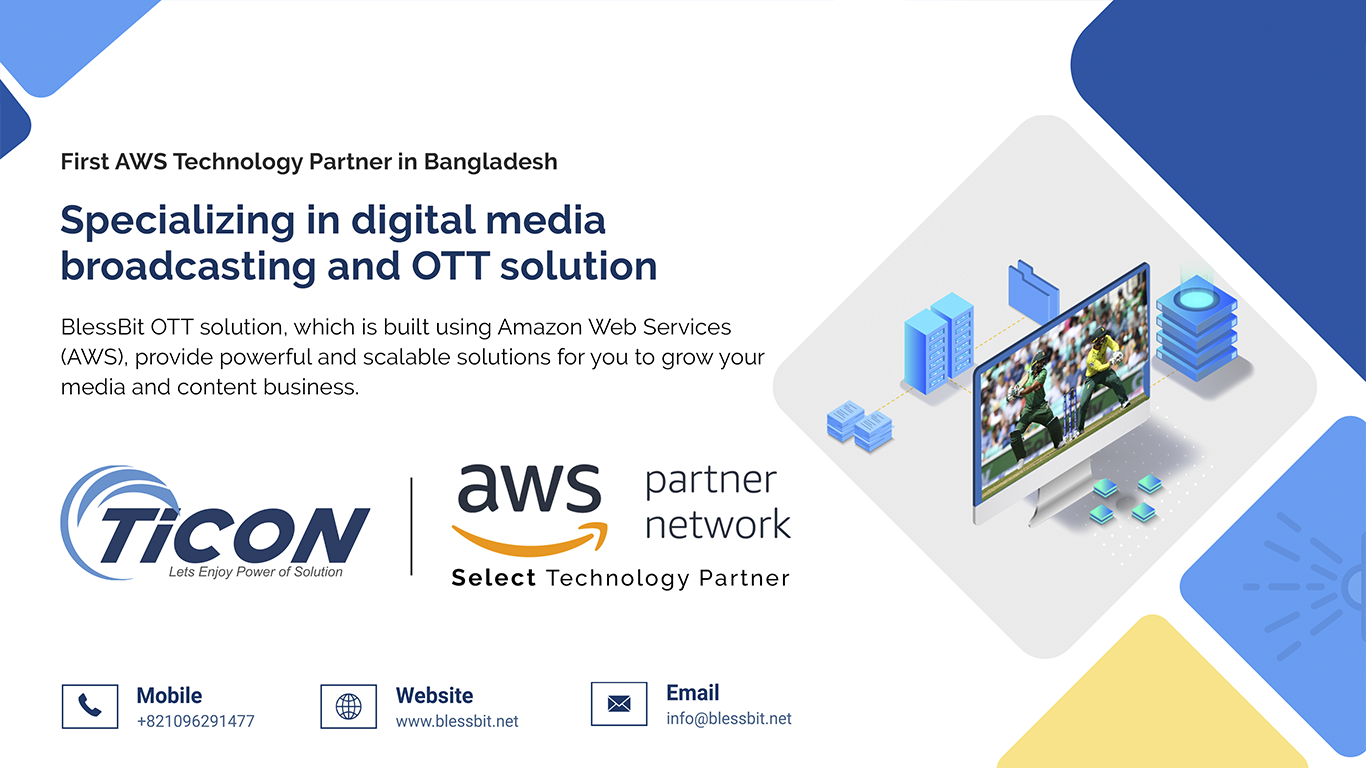 First AWS Technology Partner in Bangladesh
Specializing in digital media
broadcasting and OTT solution
BlessBit OTT solution, which is built using Amazon Web Services
(AWS), provide powerful and scalable solutions for you to grow your
media and content business.
TiCON
Lets Enjoy Power of Solution
aws
partner
network
Select Technology Partner
Mobile
+821096291477
Website
www.blessbit.net
Email
info@blessbit.net